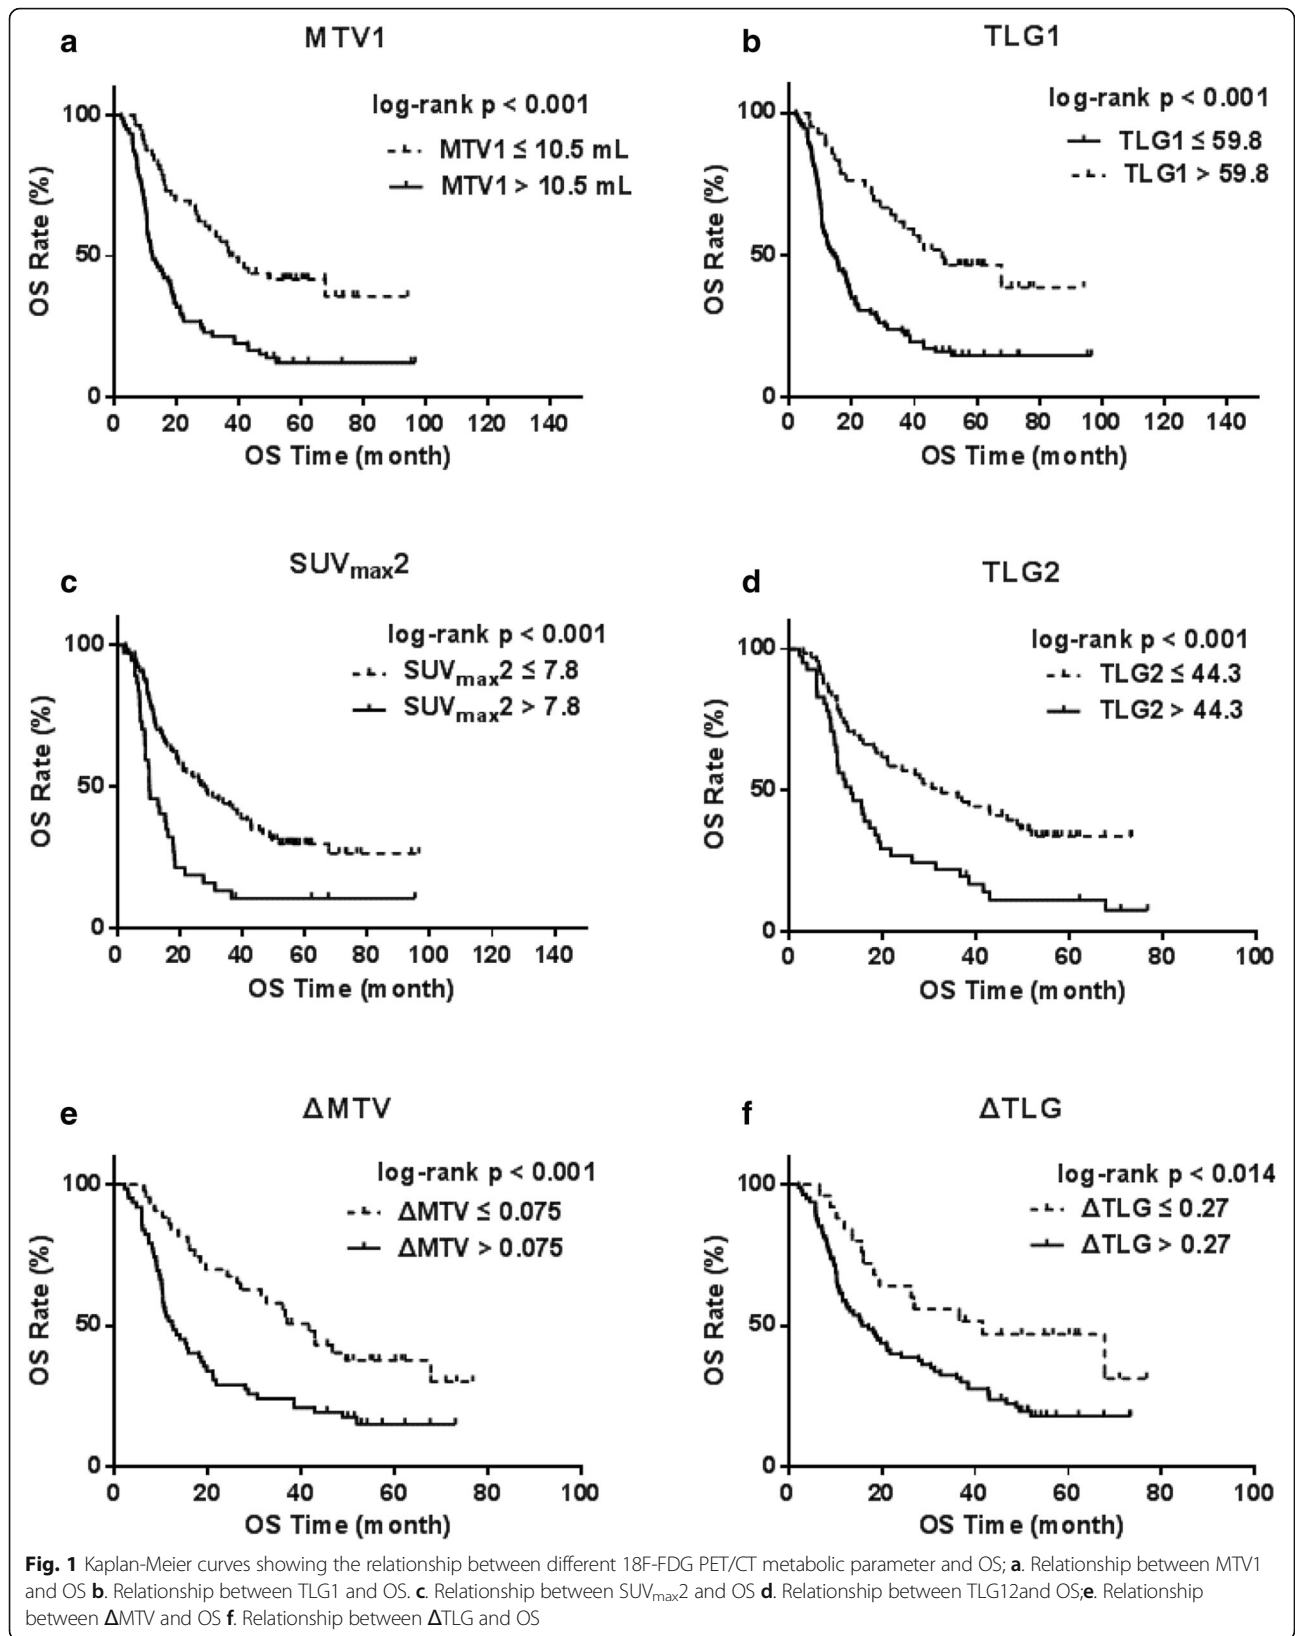 a
MTV1
log-rank p < 0.001
MTV1 ≤ 10.5 mL
MTV1 > 10.5 mL
OS Rate (%)
100
50
0
0 20 40 60 80 100 120 140
OS Time (month)
b
TLG1
log-rank p < 0.001
TLG1 ≤ 59.8
TLG1 > 59.8
OS Rate (%)
100
50
0
0 20 40 60 80 100 120 140
OS Time (month)
c
SUVmax2
log-rank p < 0.001
SUVmax2 ≤ 7.8
SUVmax2 > 7.8
OS Rate (%)
100
50
0
0 20 40 60 80 100 120 140
OS Time (month)
d
TLG2
log-rank p < 0.001
TLG2 ≤ 44.3
TLG2 > 44.3
OS Rate (%)
100
50
0
0 20 40 60 80 100
OS Time (month)
e
ΔMTV
log-rank p < 0.001
ΔMTV ≤ 0.075
ΔMTV > 0.075
OS Rate (%)
100
50
0
0 20 40 60 80 100
OS Time (month)
f
ΔTLG
log-rank p < 0.014
ΔTLG ≤ 0.27
ΔTLG > 0.27
OS Rate (%)
100
50
0
0 20 40 60 80 100
OS Time (month)
Fig. 1 Kaplan-Meier curves showing the relationship between different 18F-FDG PET/CT metabolic parameter and OS; a. Relationship between MTV1
and OS b. Relationship between TLG1 and OS. c. Relationship between SUVmax2 and OS d. Relationship between TLG12and OS;e. Relationship
between ΔMTV and OS f. Relationship between ΔTLG and OS